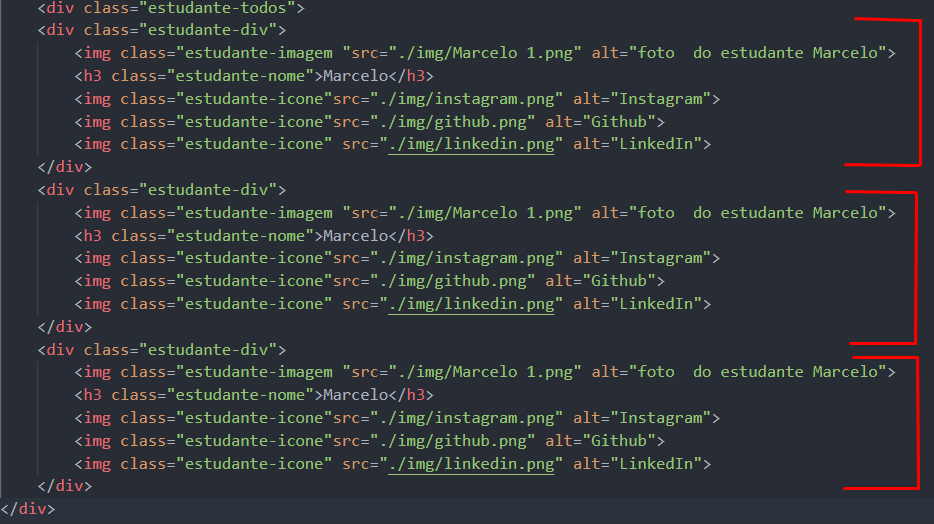 <div class="estudante-todos">
<div class="estudante-div">
<img class="estudante-imagem "src="./img/Marcelo 1.png" alt="foto  do estudante Marcelo">
<h3 class="estudante-nome">Marcelo</h3>
<img class="estudante-icone"src="./img/instagram.png" alt="Instagram">
<img class="estudante-icone"src="./img/github.png" alt="Github">
<img class="estudante-icone" src="./img/linkedin.png" alt="LinkedIn">
</div>
<div class="estudante-div">
<img class="estudante-imagem "src="./img/Marcelo 1.png" alt="foto  do estudante Marcelo">
<h3 class="estudante-nome">Marcelo</h3>
<img class="estudante-icone"src="./img/instagram.png" alt="Instagram">
<img class="estudante-icone"src="./img/github.png" alt="Github">
<img class="estudante-icone" src="./img/linkedin.png" alt="LinkedIn">
</div>
<div class="estudante-div">
<img class="estudante-imagem "src="./img/Marcelo 1.png" alt="foto  do estudante Marcelo">
<h3 class="estudante-nome">Marcelo</h3>
<img class="estudante-icone"src="./img/instagram.png" alt="Instagram">
<img class="estudante-icone"src="./img/github.png" alt="Github">
<img class="estudante-icone" src="./img/linkedin.png" alt="LinkedIn">
</div>
</div>